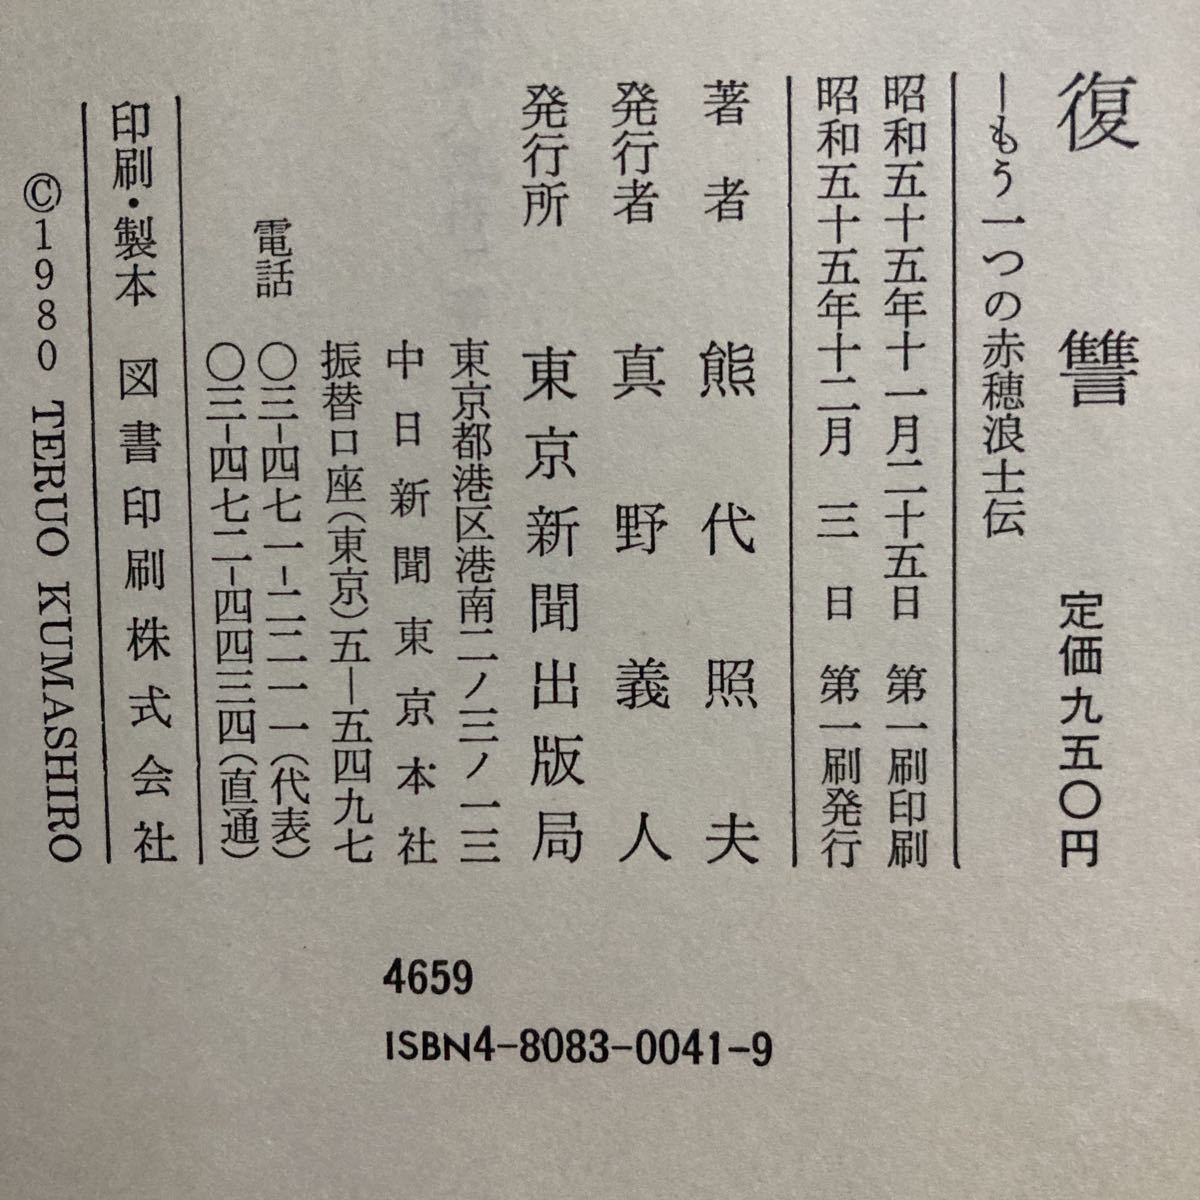 復讐　定価九五〇円
―もう一つの赤穂浪士伝
昭和五十五年十一月二十五日　第一刷印刷
昭和五十五年十二月　三　日　第一刷発行
著者　熊代照夫
発行者　真野義人
発行所　東京新聞出版局
東京都港区港南二ノ三ノ一三
中日新聞東京本社
振替口座(東京)五―五四九七
電話　〇三-四七一-二二一一(代表)
〇三-四七二-四四三四(直通)
印刷・製本　図書印刷株式会社
©1980 TERUO KUMASHIRO
4659
ISBN4-8083-0041-9